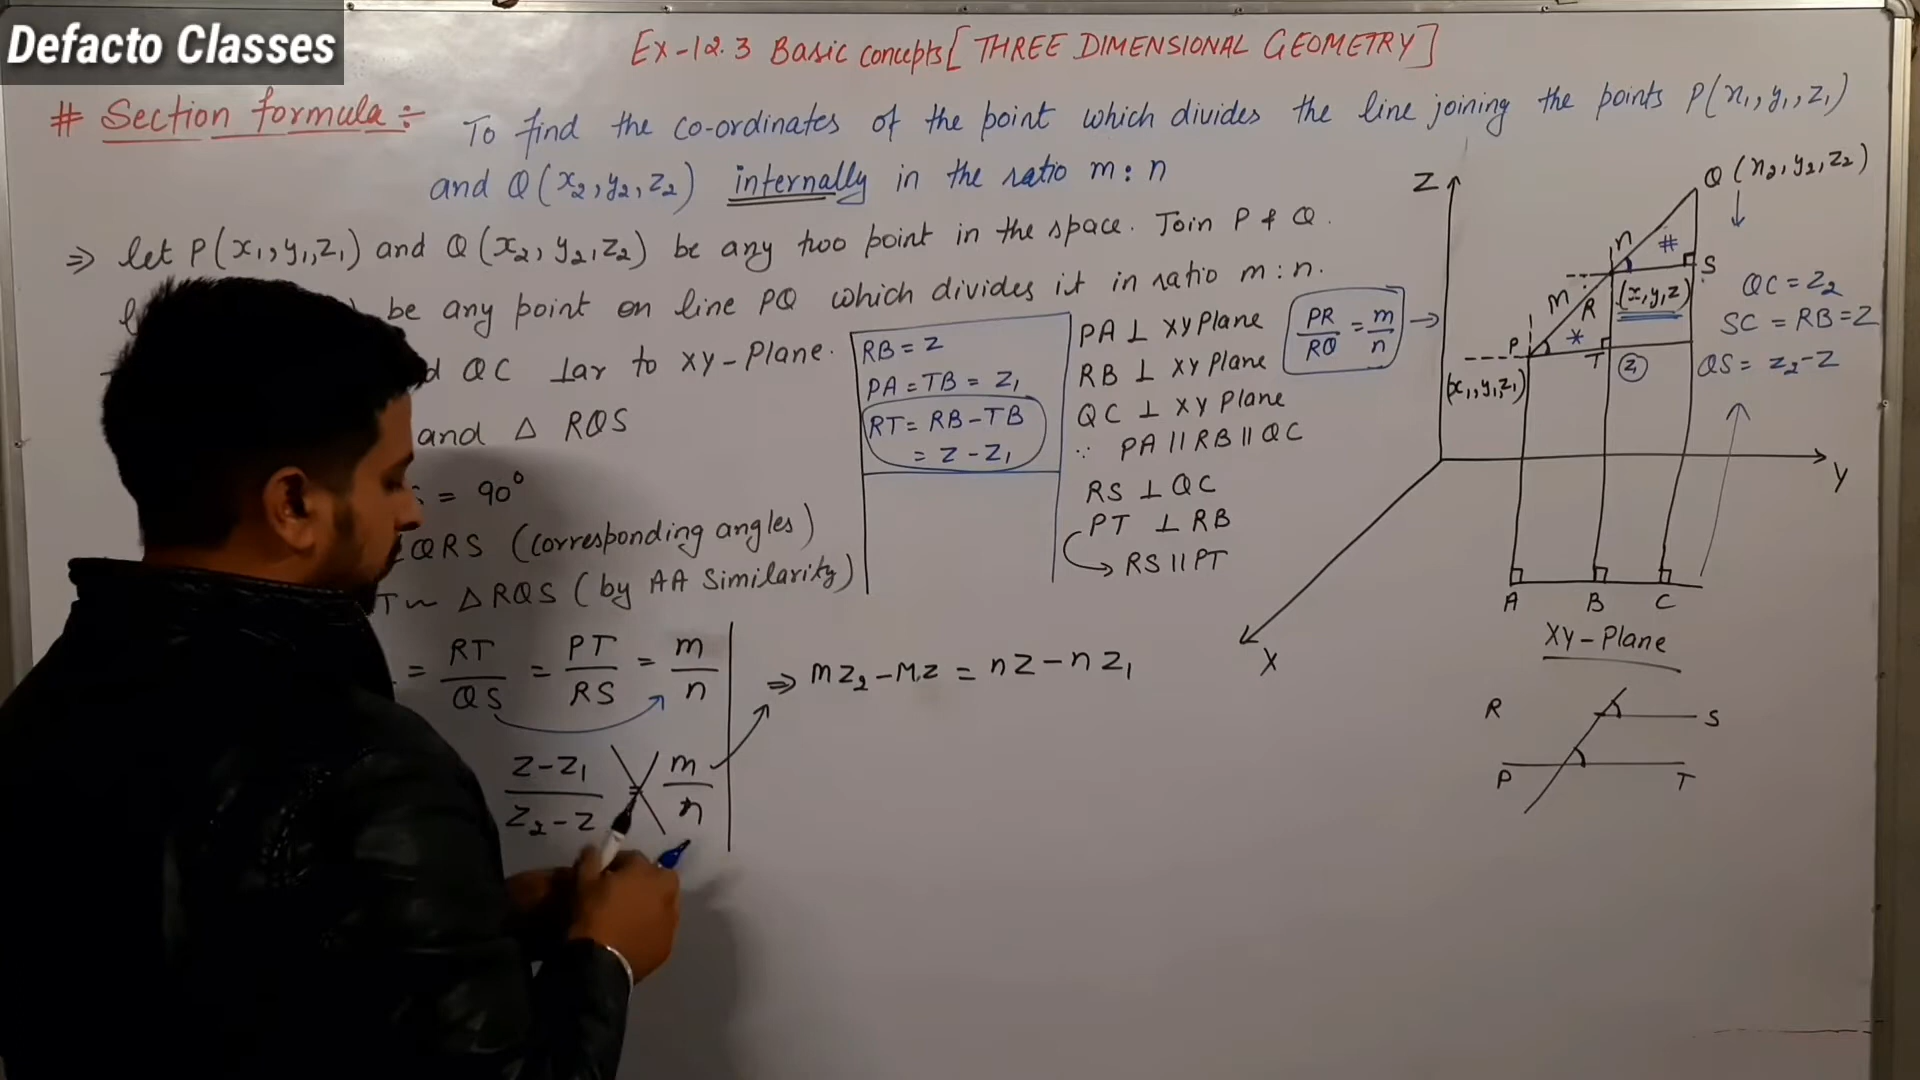 Defacto Classes
Ex-12.3 Basic concepts [THREE DIMENSIONAL GEOMETRY]
# Section formula :- To find the co-ordinates of the point which divides the line joining the points P(x₁, y₁, z₁)
and Q(x₂, y₂, z₂) internally in the ratio m : n
⇒ let P(x₁, y₁, z₁) and Q(x₂, y₂, z₂) be any two point in the space. Join P & Q.
be any point on line PQ which divides it in ratio m : n.
QC ⊥ar to XY-Plane.
and Δ RQS
= 90°
∠QRS (corresponding angles)
T ~ ΔRQS (by AA Similarity)
= RT/QS = PT/RS = m/n
z-z₁/z₂-z = m/n
⇒ mz₂ - mz = nz - nz₁
RB = z
PA = TB = z₁
RT = RB - TB
= z - z₁
PA ⊥ XY Plane
RB ⊥ XY Plane
QC ⊥ XY Plane
∵ PA || RB || QC
RS ⊥ QC
PT ⊥ RB
RS || PT
PR/RQ = m/n
Z
Q (x₂, y₂, z₂)
n
#
S
m
R
(x, y, z)
P
*
T
z₁
(x₁, y₁, z₁)
QC = z₂
SC = RB = z
QS = z₂-z
Y
X
A B C
XY-Plane
R S
P T